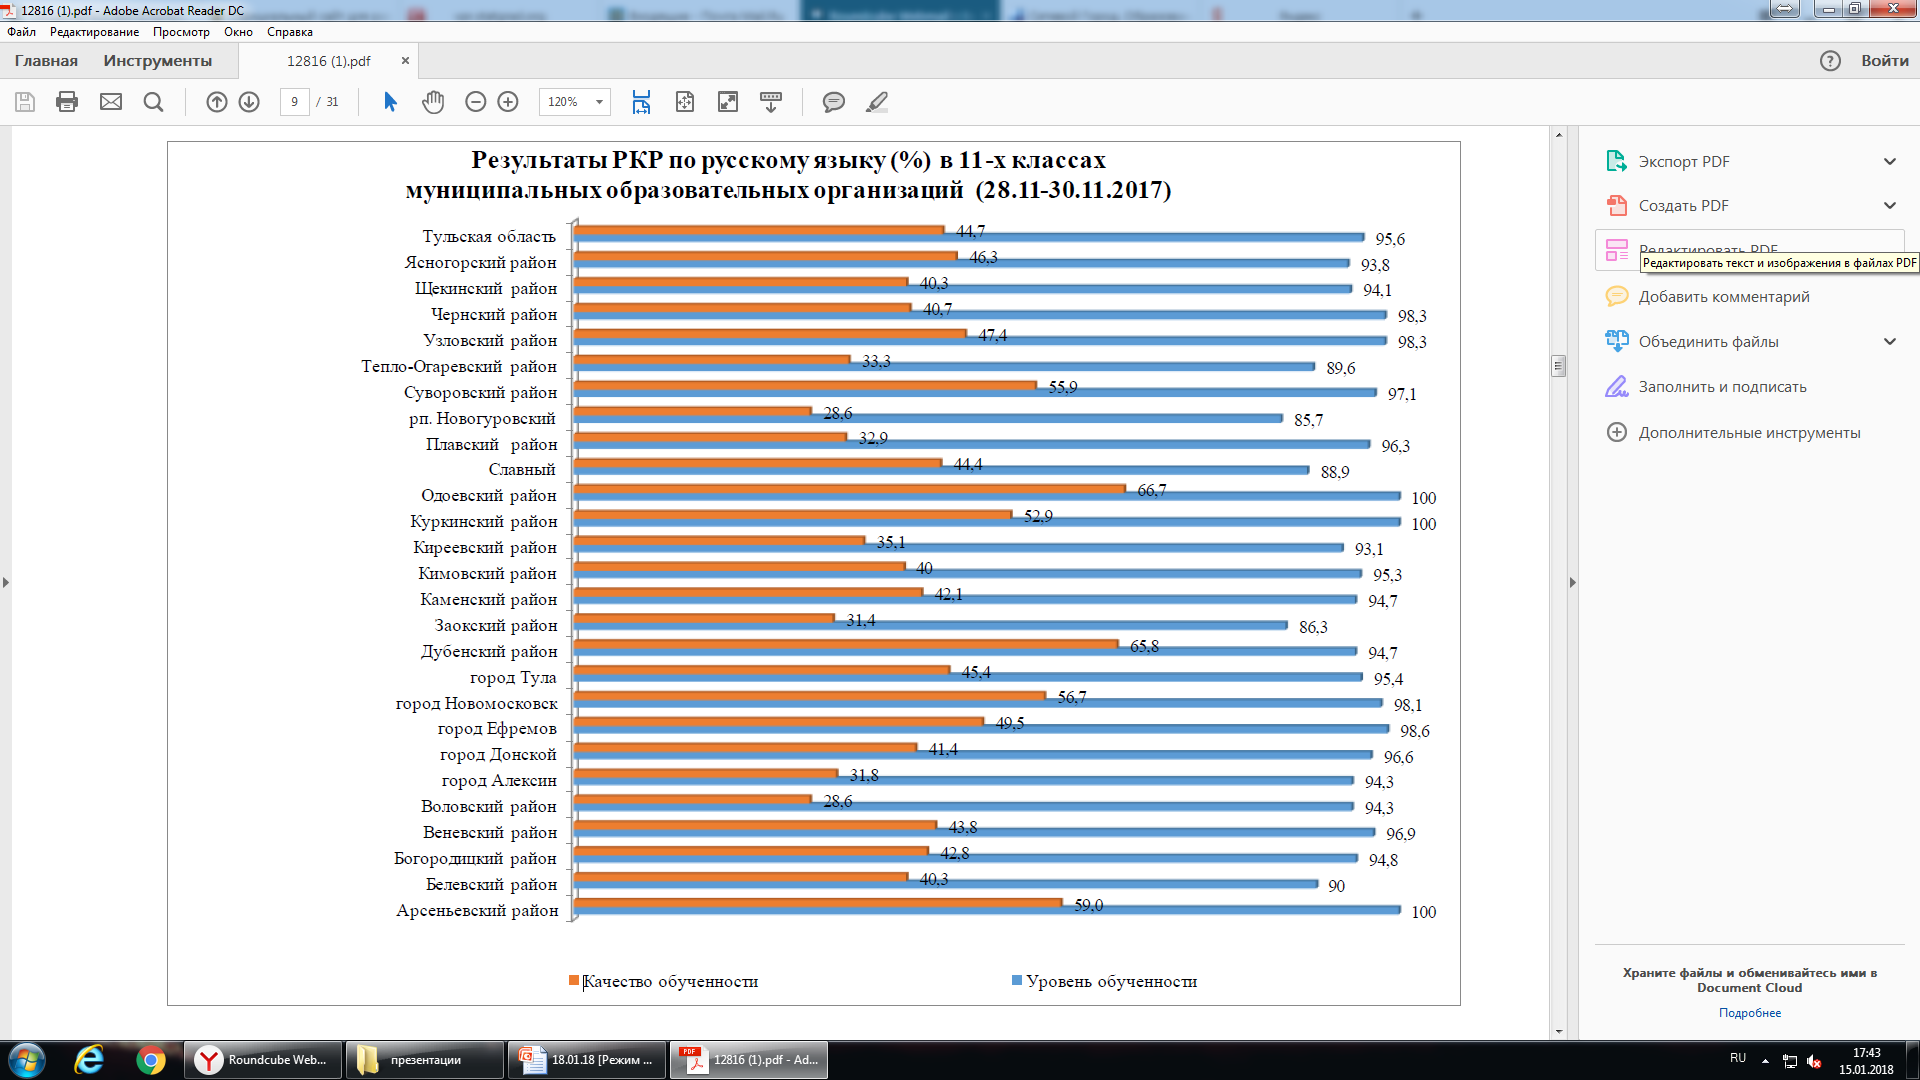 12816 (1).pdf - Adobe Acrobat Reader DC
Файл Редактирование Просмотр Окно Справка
Главная Инструменты 12816 (1).pdf × Войти
9 / 31 120%
Результаты РКР по русскому языку (%) в 11-х классах
муниципальных образовательных организаций (28.11-30.11.2017)
Тульская область 44,7 95,6
Ясногорский район 46,3 93,8
Щекинский район 40,3 94,1
Чернский район 40,7 98,3
Узловский район 47,4 98,3
Тепло-Огаревский район 33,3 89,6
Суворовский район 55,9 97,1
рп. Новогуровский 28,6 85,7
Плавский район 32,9 96,3
Славный 44,4 88,9
Одоевский район 66,7 100
Куркинский район 52,9 100
Киреевский район 35,1 93,1
Кимовский район 40 95,3
Каменский район 42,1 94,7
Заокский район 31,4 86,3
Дубенский район 65,8 94,7
город Тула 45,4 95,4
город Новомосковск 56,7 98,1
город Ефремов 49,5 98,6
город Донской 41,4 96,6
город Алексин 31,8 94,3
Воловский район 28,6 94,3
Веневский район 43,8 96,9
Богородицкий район 42,8 94,8
Белевский район 40,3 90
Арсеньевский район 59,0 100
Качество обученности Уровень обученности
Экспорт PDF
Создать PDF
Редактировать PDF
Редактировать текст и изображения в файлах PDF
Добавить комментарий
Объединить файлы
Заполнить и подписать
Дополнительные инструменты
Храните файлы и обменивайтесь ими в
Document Cloud
Подробнее
Roundcube Web... презентации 18.01.18 [Режим ... 12816 (1).pdf - Ad... RU 17:43
15.01.2018